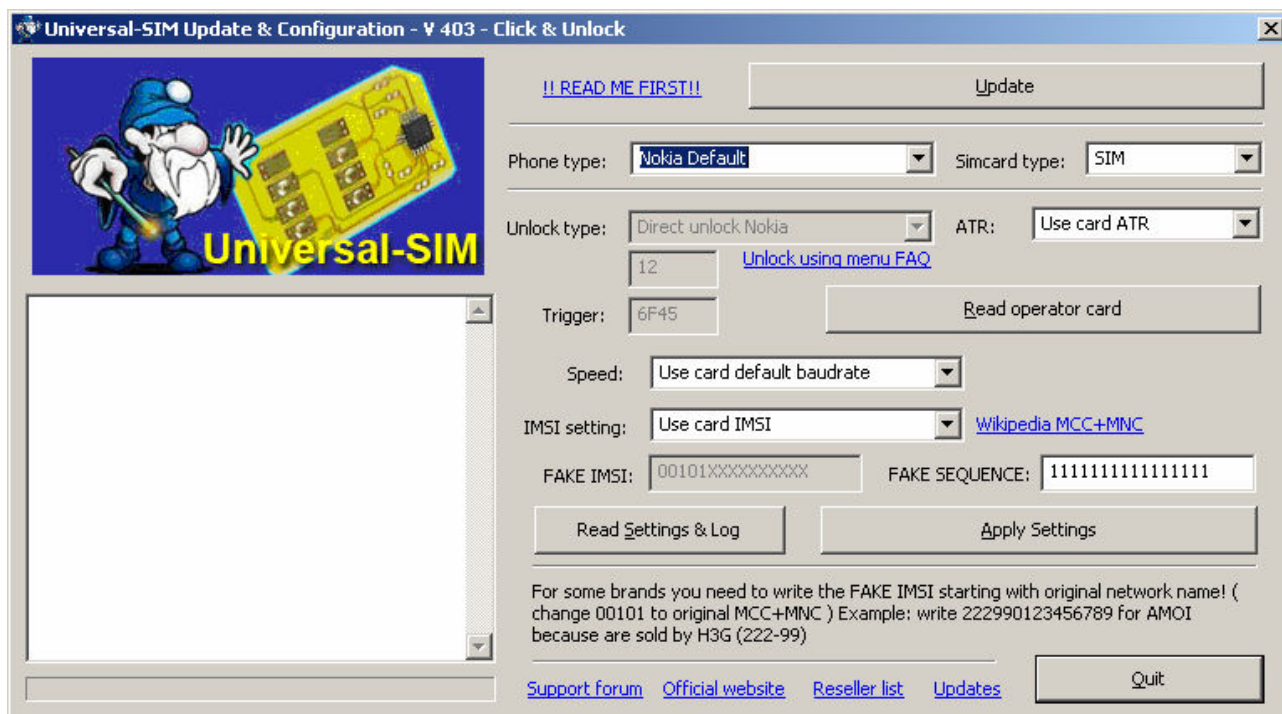 Universal-SIM Update & Configuration - V 403 - Click & Unlock
Universal-SIM
!! READ ME FIRST!!
Update
Phone type:
Nokia Default
Simcard type:
SIM
Unlock type:
Direct unlock Nokia
ATR:
Use card ATR
12
Unlock using menu FAQ
Trigger:
6F45
Read operator card
Speed:
Use card default baudrate
IMSI setting:
Use card IMSI
Wikipedia MCC+MNC
FAKE IMSI:
00101XXXXXXXXXX
FAKE SEQUENCE:
1111111111111111
Read Settings & Log
Apply Settings
For some brands you need to write the FAKE IMSI starting with original network name! (
change 00101 to original MCC+MNC ) Example: write 222990123456789 for AMOI
because are sold by H3G (222-99)
Support forum
Official website
Reseller list
Updates
Quit